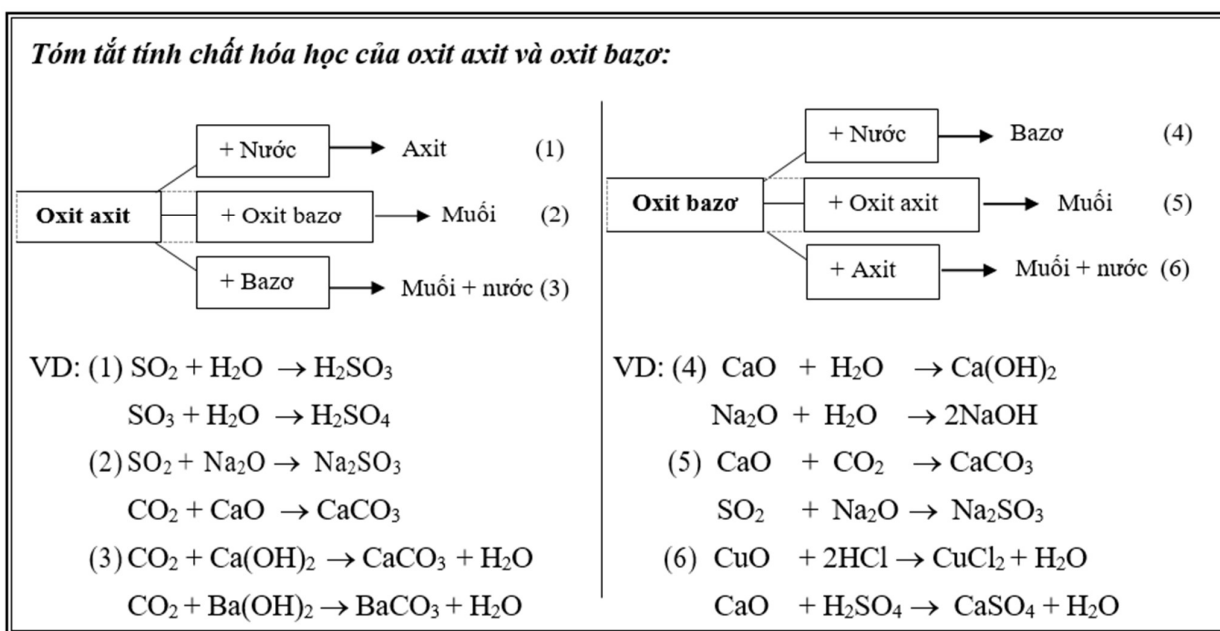 Tóm tắt tính chất hóa học của oxit axit và oxit bazơ:
+ Nước Axit (1)
Oxit axit + Oxit bazơ Muối (2)
+ Bazơ Muối + nước (3)
VD: (1) SO₂ + H₂O → H₂SO₃
SO₃ + H₂O → H₂SO₄
(2) SO₂ + Na₂O → Na₂SO₃
CO₂ + CaO → CaCO₃
(3) CO₂ + Ca(OH)₂ → CaCO₃ + H₂O
CO₂ + Ba(OH)₂ → BaCO₃ + H₂O
+ Nước Bazơ (4)
Oxit bazơ + Oxit axit Muối (5)
+ Axit Muối + nước (6)
VD: (4) CaO + H₂O → Ca(OH)₂
Na₂O + H₂O → 2NaOH
(5) CaO + CO₂ → CaCO₃
SO₂ + Na₂O → Na₂SO₃
(6) CuO + 2HCl → CuCl₂ + H₂O
CaO + H₂SO₄ → CaSO₄ + H₂O